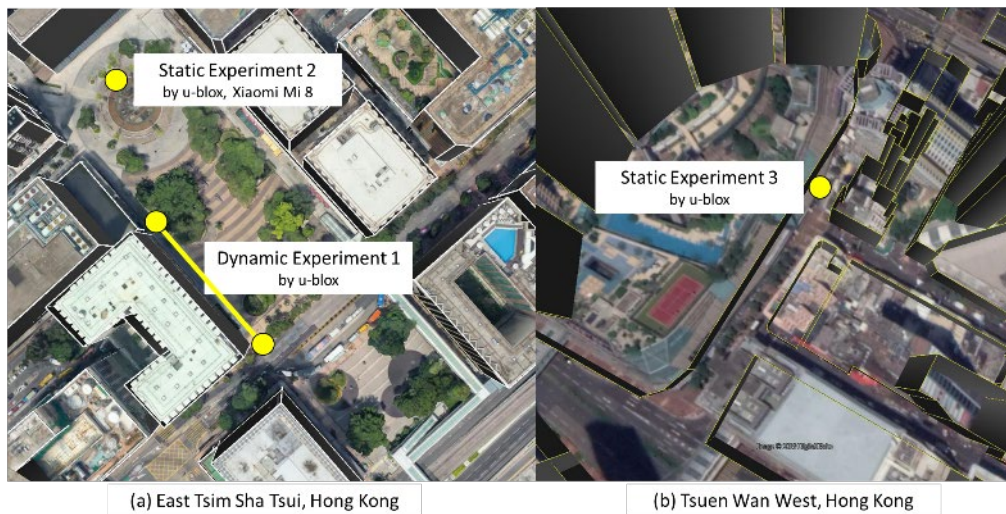 Static Experiment 2
by u-blox, Xiaomi Mi 8
Dynamic Experiment 1
by u-blox
Static Experiment 3
by u-blox
(a) East Tsim Sha Tsui, Hong Kong
(b) Tsuen Wan West, Hong Kong